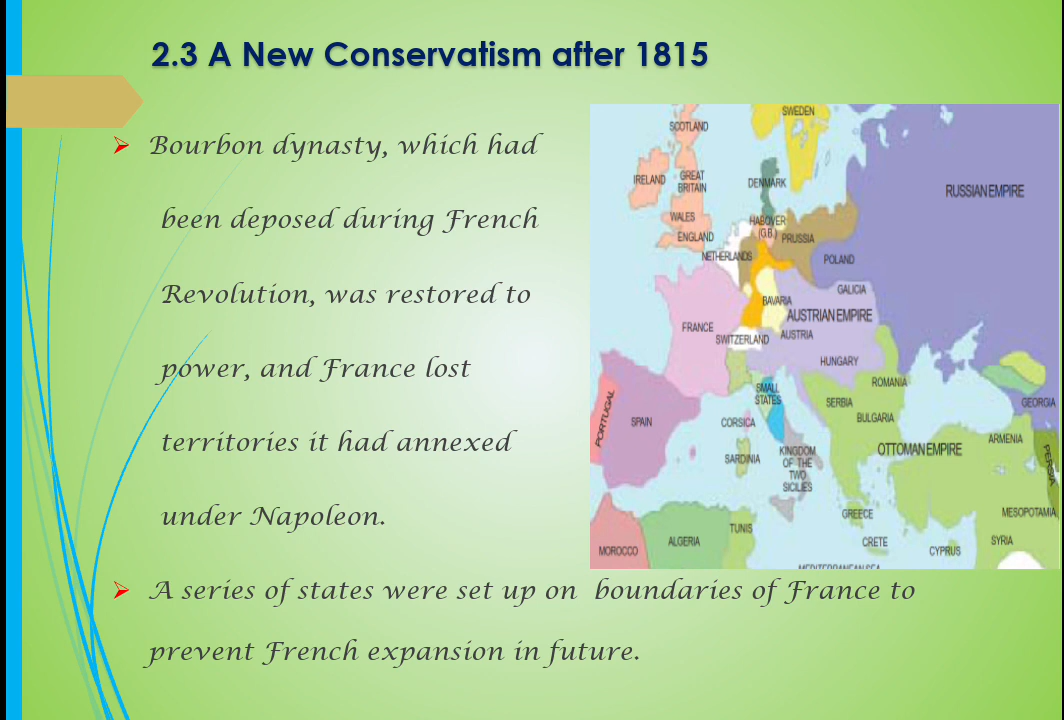 2.3 A New Conservatism after 1815
Bourbon dynasty, which had
been deposed during French
Revolution, was restored to
power, and France lost
territories it had annexed
under Napoleon.
A series of states were set up on boundaries of France to
prevent French expansion in future.
SWEDEN
SCOTLAND
IRELAND
GREAT
BRITAIN
DENMARK
RUSSIAN EMPIRE
WALES
ENGLAND
HABOVER
(G.B.)
PRUSSIA
NETHERLANDS
POLAND
GALICIA
BAVARIA
AUSTRIAN EMPIRE
FRANCE
SWITZERLAND
AUSTRIA
HUNGARY
ROMANIA
SMALL
STATES
SERBIA
GEORGIA
PORTUGAL
SPAIN
CORSICA
BULGARIA
ARMENIA
OTTOMAN EMPIRE
SARDINIA
KINGDOM
OF THE
TWO
SICILIES
PERSIA
GREECE
MESOPOTAMIA
TUNIS
ALGERIA
CRETE
SYRIA
MOROCCO
CYPRUS
MEDITERRANEAN SEA